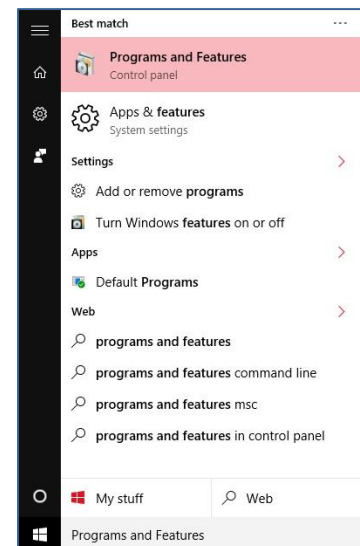 Best match
Programs and Features
Control panel
Apps & features
System settings
Settings
Add or remove programs
Turn Windows features on or off
Apps
Default Programs
Web
programs and features
programs and features command line
programs and features msc
programs and features in control panel
My stuff
Web
Programs and Features